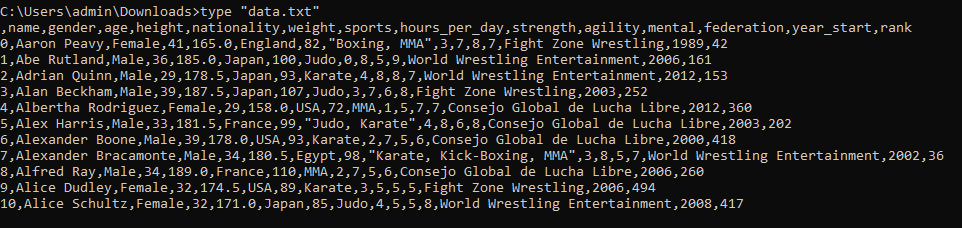 C:\Users\admin\Downloads>type "data.txt"
,name,gender,age,height,nationality,weight,sports,hours_per_day,strength,agility,mental,federation,year_start,rank
0,Aaron Peavy,Female,41,165.0,England,82,"Boxing, MMA",3,7,8,7,Fight Zone Wrestling,1989,42
1,Abe Rutland,Male,36,185.0,Japan,100,Judo,0,8,5,9,World Wrestling Entertainment,2006,161
2,Adrian Quinn,Male,29,178.5,Japan,93,Karate,4,8,8,7,World Wrestling Entertainment,2012,153
3,Alan Beckham,Male,39,187.5,Japan,107,Judo,3,7,6,8,Fight Zone Wrestling,2003,252
4,Albertha Rodriguez,Female,29,158.0,USA,72,MMA,1,5,7,7,Consejo Global de Lucha Libre,2012,360
5,Alex Harris,Male,33,181.5,France,99,"Judo, Karate",4,8,6,8,Consejo Global de Lucha Libre,2003,202
6,Alexander Boone,Male,39,178.0,USA,93,Karate,2,7,5,6,Consejo Global de Lucha Libre,2000,418
7,Alexander Bracamonte,Male,34,180.5,Egypt,98,"Karate, Kick-Boxing, MMA",3,8,5,7,World Wrestling Entertainment,2002,36
8,Alfred Ray,Male,34,189.0,France,110,MMA,2,7,5,6,Consejo Global de Lucha Libre,2006,260
9,Alice Dudley,Female,32,174.5,USA,89,Karate,3,5,5,5,Fight Zone Wrestling,2006,494
10,Alice Schultz,Female,32,171.0,Japan,85,Judo,4,5,5,8,World Wrestling Entertainment,2008,417